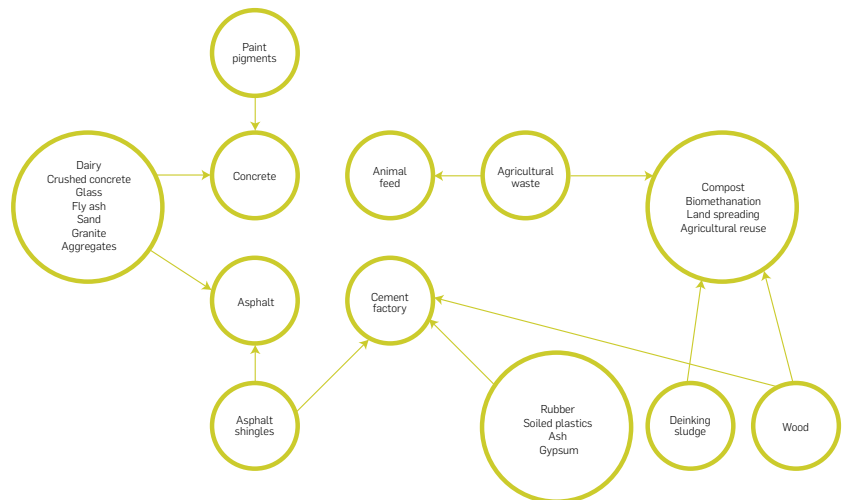 Paint
pigments
Dairy
Crushed concrete
Glass
Fly ash
Sand
Granite
Aggregates
Concrete
Animal
feed
Agricultural
waste
Compost
Biomethanation
Land spreading
Agricultural reuse
Asphalt
Cement
factory
Asphalt
shingles
Rubber
Soiled plastics
Ash
Gypsum
Deinking
sludge
Wood